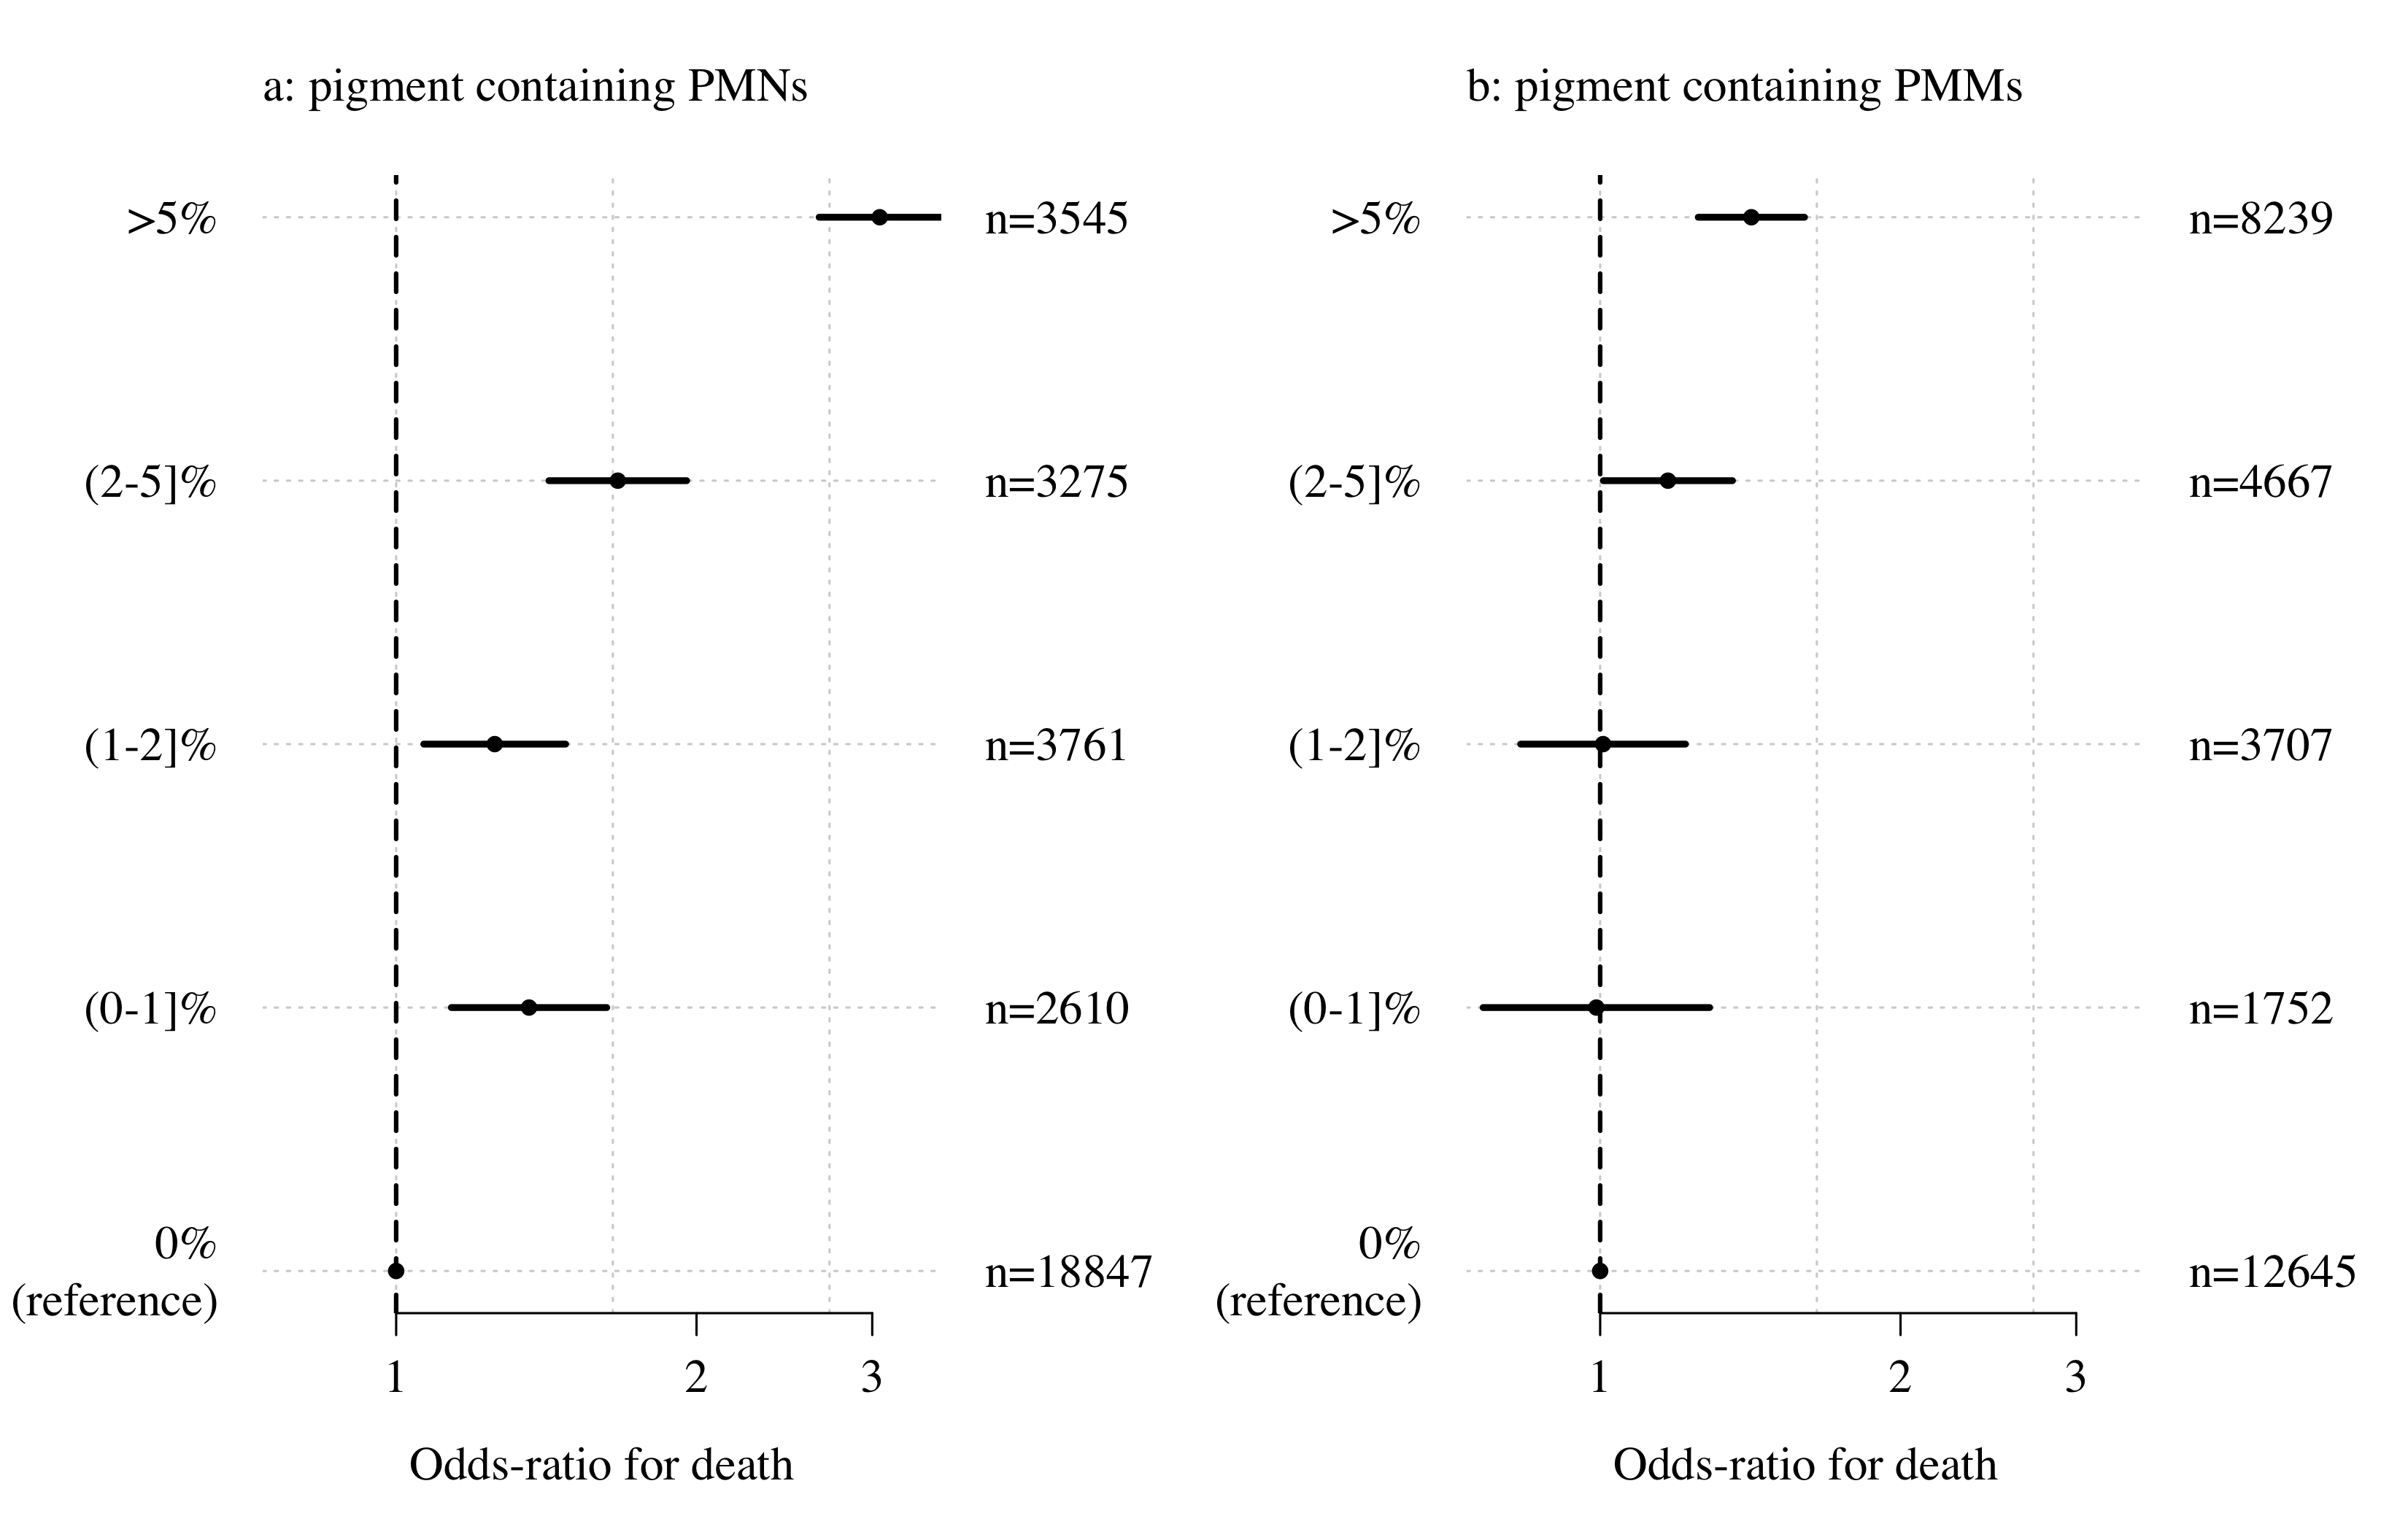 a: pigment containing PMNs
>5%
n=3545
(2-5]%
n=3275
(1-2]%
n=3761
(0-1]%
n=2610
0%
(reference)
n=18847
1 2 3
Odds-ratio for death
b: pigment containing PMMs
>5%
n=8239
(2-5]%
n=4667
(1-2]%
n=3707
(0-1]%
n=1752
0%
(reference)
n=12645
1 2 3
Odds-ratio for death